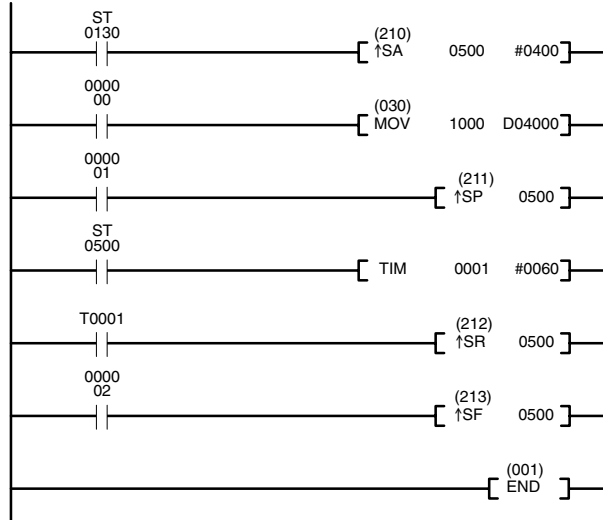 ST
0130
(210)
↑SA 0500 #0400
0000
00
(030)
MOV 1000 D04000
0000
01
(211)
↑SP 0500
ST
0500
TIM 0001 #0060
T0001
(212)
↑SR 0500
0000
02
(213)
↑SF 0500
(001)
END